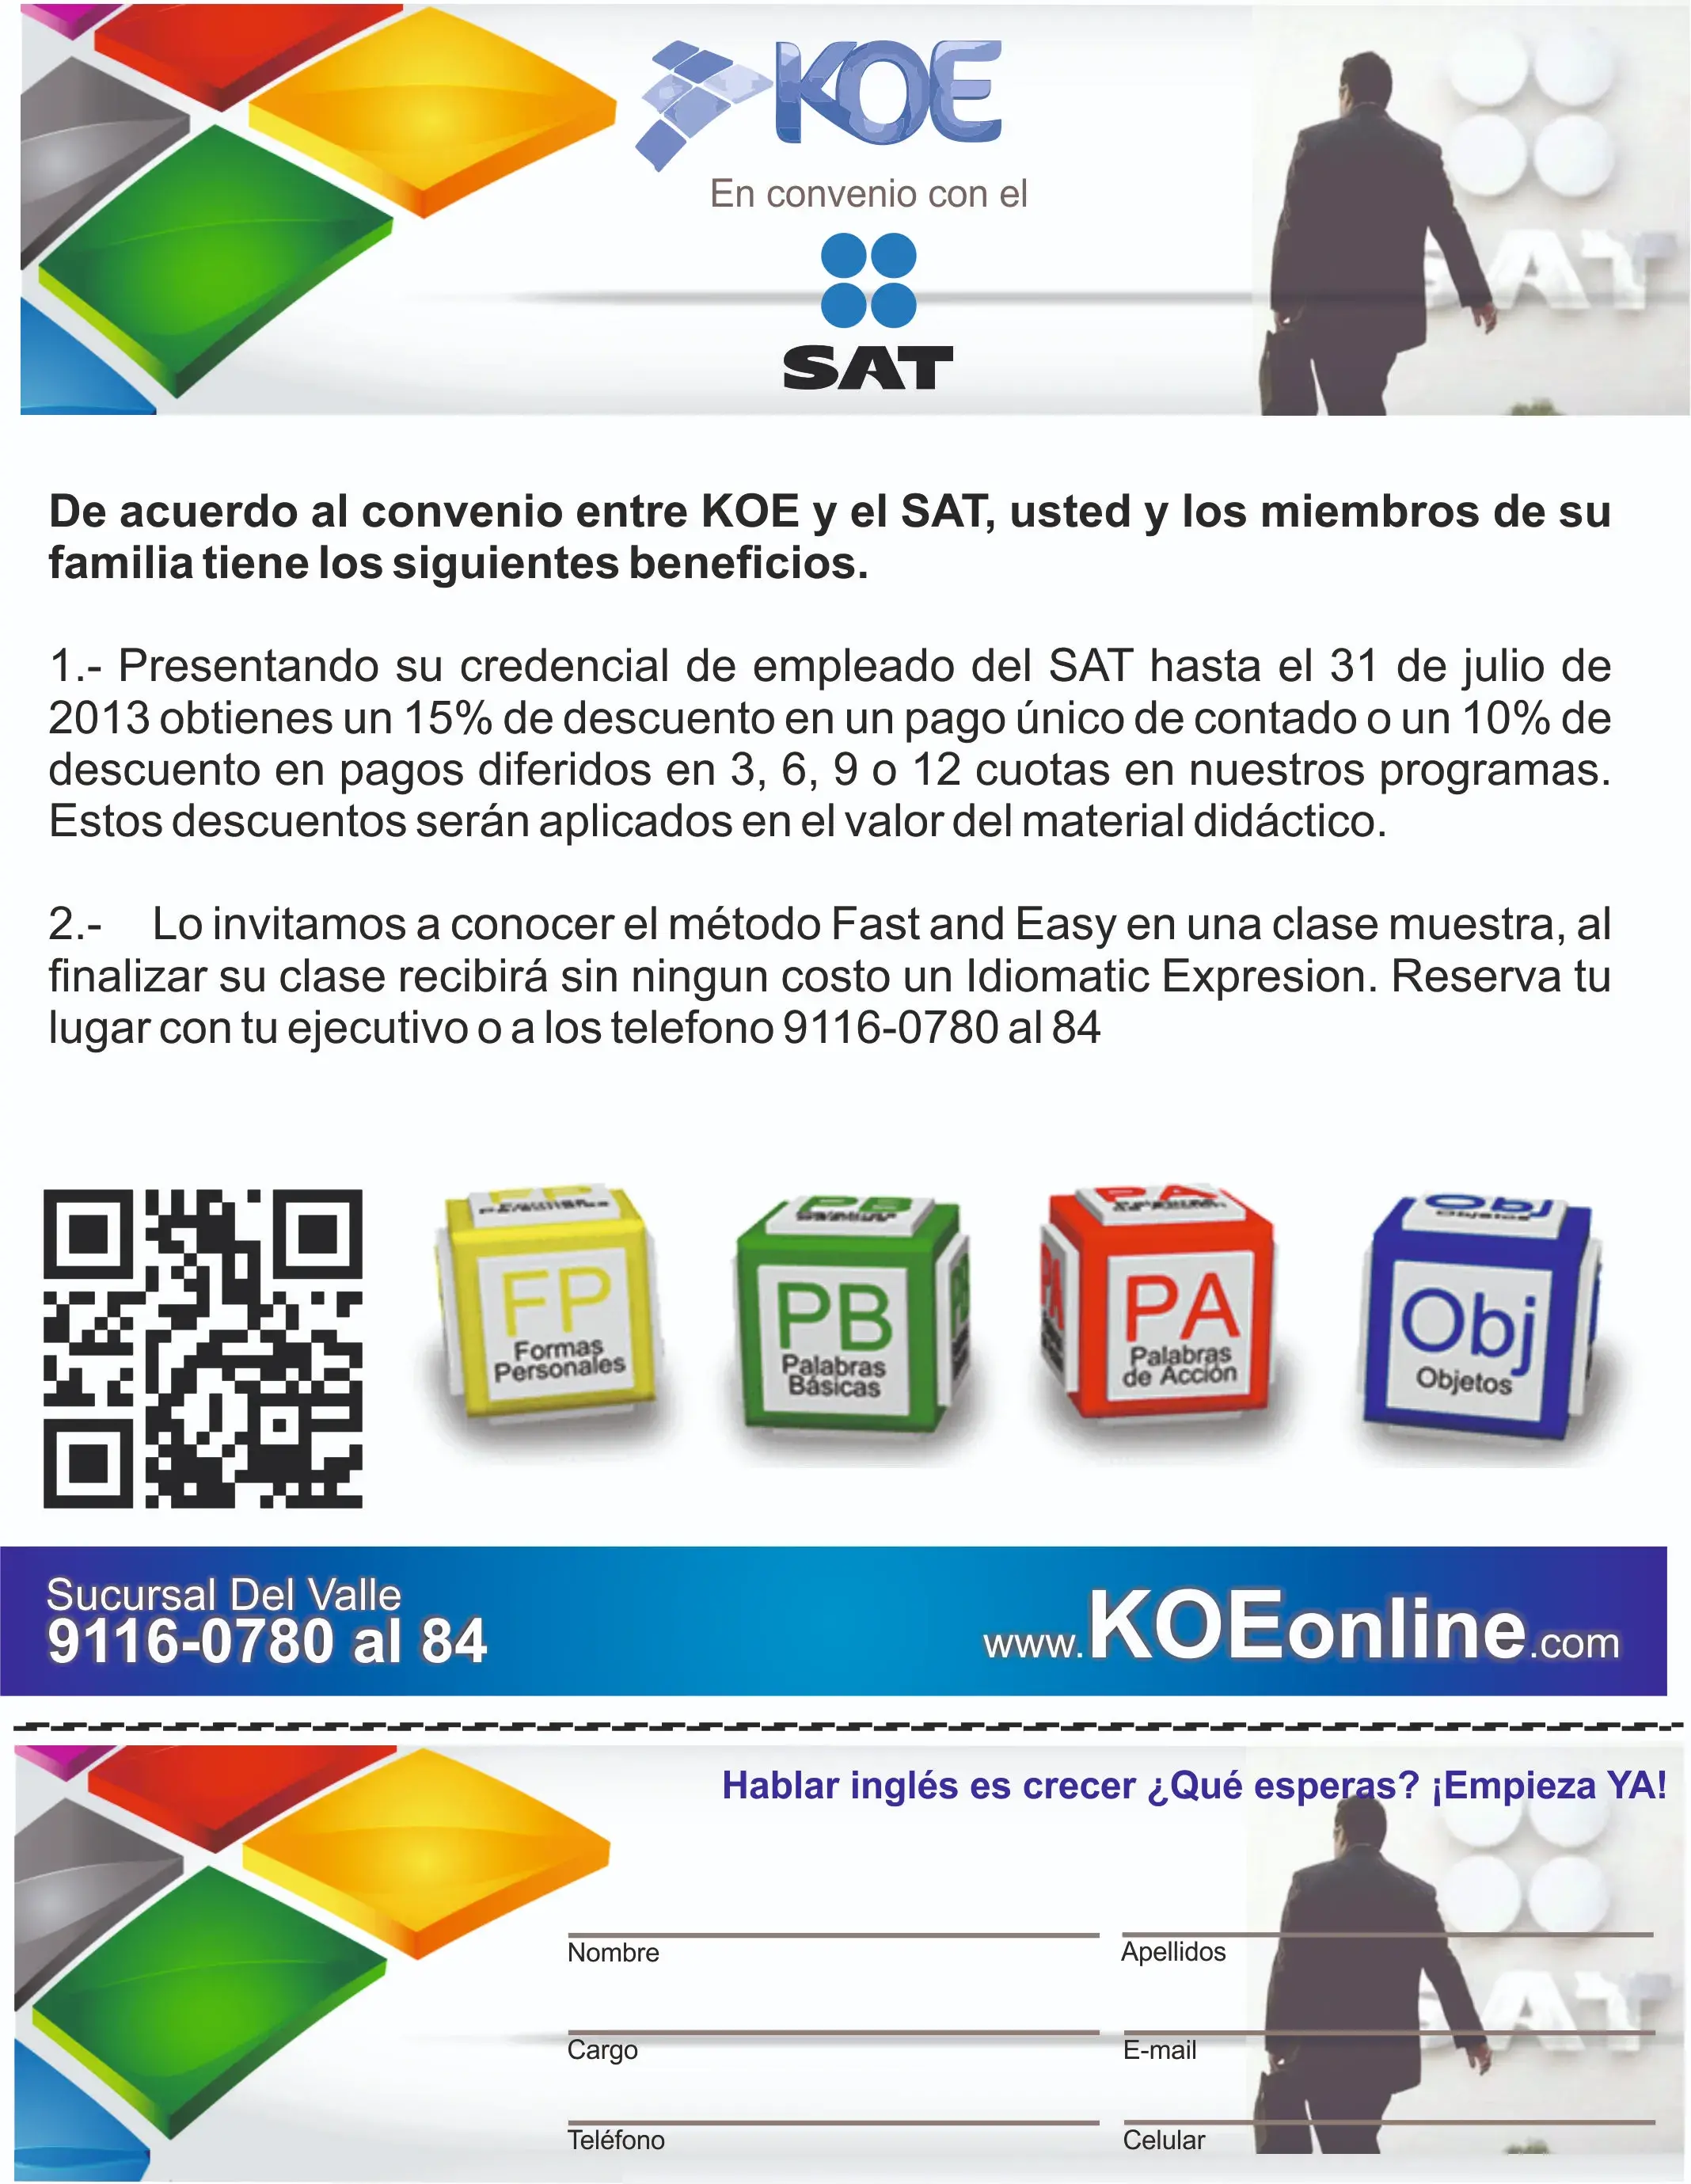 KOE
En convenio con el
SAT
SAT
De acuerdo al convenio entre KOE y el SAT, usted y los miembros de su
familia tiene los siguientes beneficios.
1.- Presentando su credencial de empleado del SAT hasta el 31 de julio de
2013 obtienes un 15% de descuento en un pago único de contado o un 10% de
descuento en pagos diferidos en 3, 6, 9 o 12 cuotas en nuestros programas.
Estos descuentos serán aplicados en el valor del material didáctico.
2.- Lo invitamos a conocer el método Fast and Easy en una clase muestra, al
finalizar su clase recibirá sin ningun costo un Idiomatic Expresion. Reserva tu
lugar con tu ejecutivo o a los telefono 9116-0780 al 84
FP
Formas
Personales
PB
Palabras
Básicas
PA
Palabras
de Acción
Obj
Objetos
Obj
Objetos
Sucursal Del Valle
9116-0780 al 84
www.KOEonline.com
Hablar inglés es crecer ¿Qué esperas? ¡Empieza YA!
SAT
Nombre
Apellidos
Cargo
E-mail
Teléfono
Celular